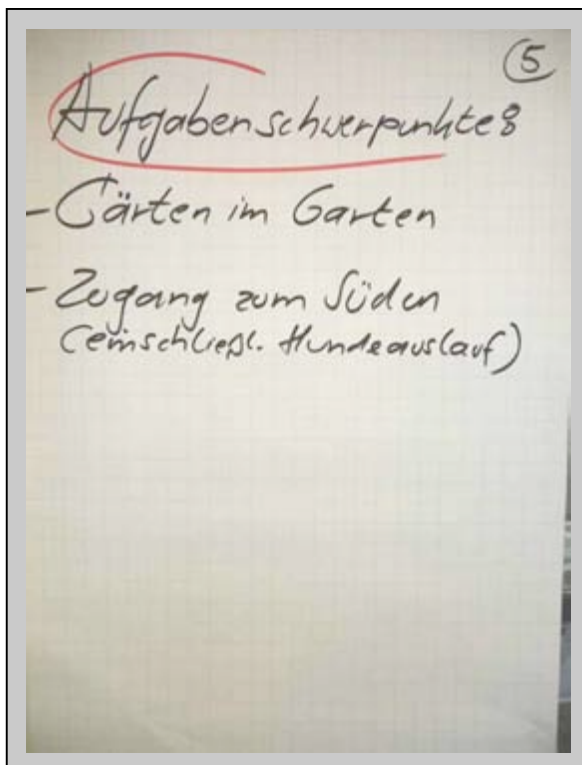 5
Aufgabenschwerpunkte:
- Gärten im Garten
- Zugang zum Süden
(einschließl. Hundeauslauf)